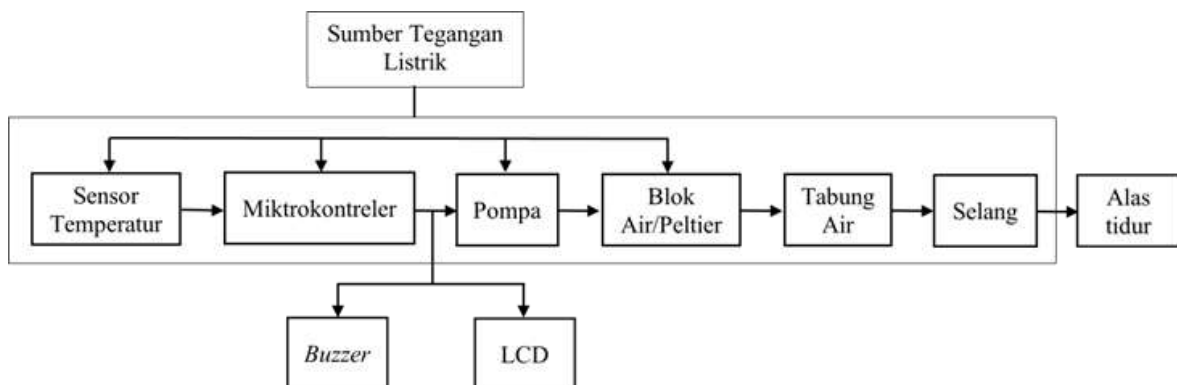 Sumber Tegangan
Listrik
Sensor
Temperatur
Miktrokontreler
Pompa
Blok
Air/Peltier
Tabung
Air
Selang
Alas
tidur
Buzzer
LCD